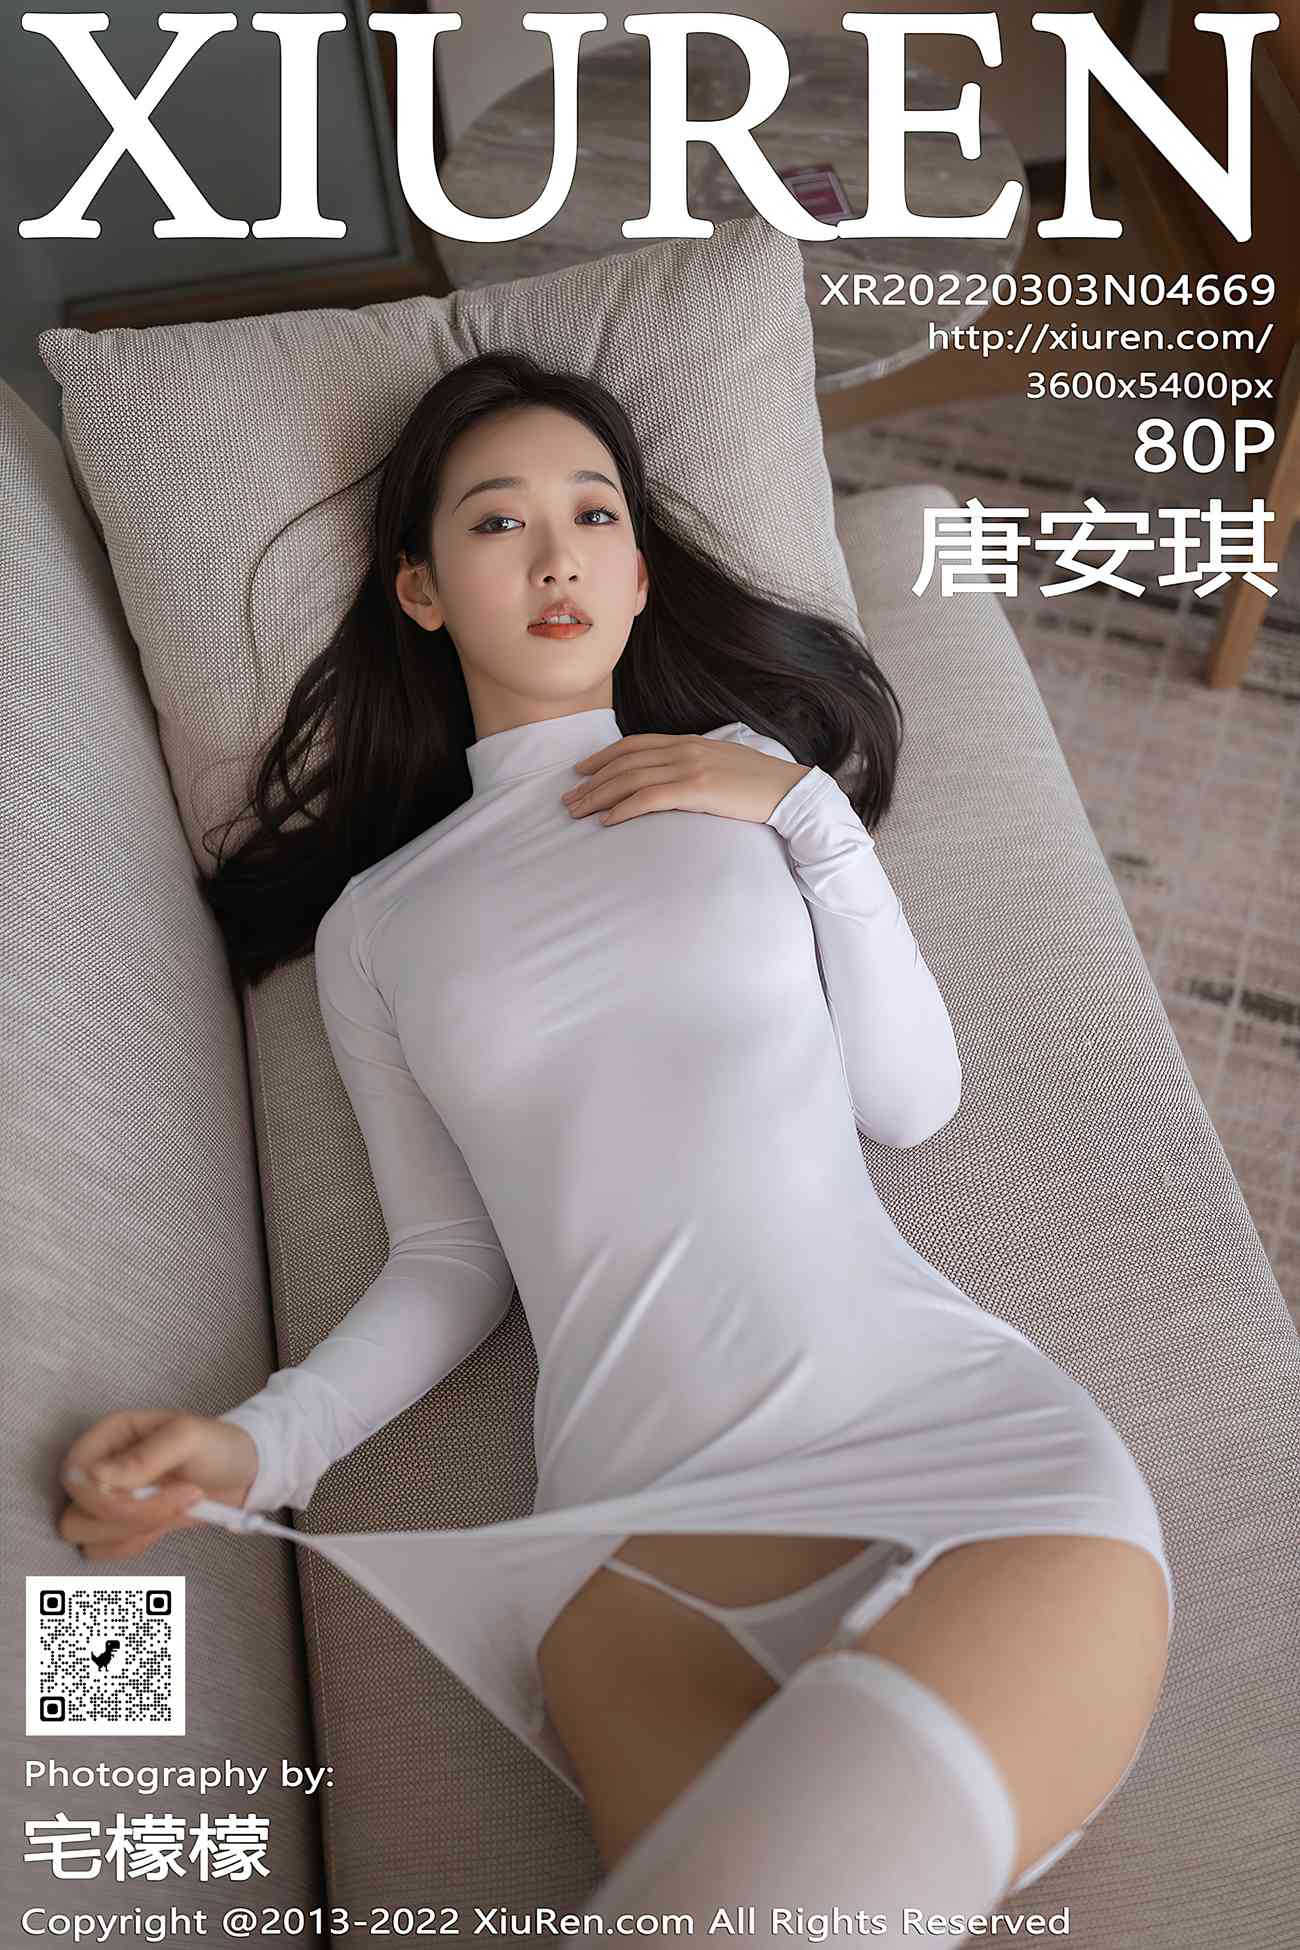 XIUREN
XR20220303N04669
http://xiuren.com/
3600x5400px
80P
唐安琪
Photography by:
宅檬檬
Copyright @2013-2022 XiuRen.com All Rights Reserved